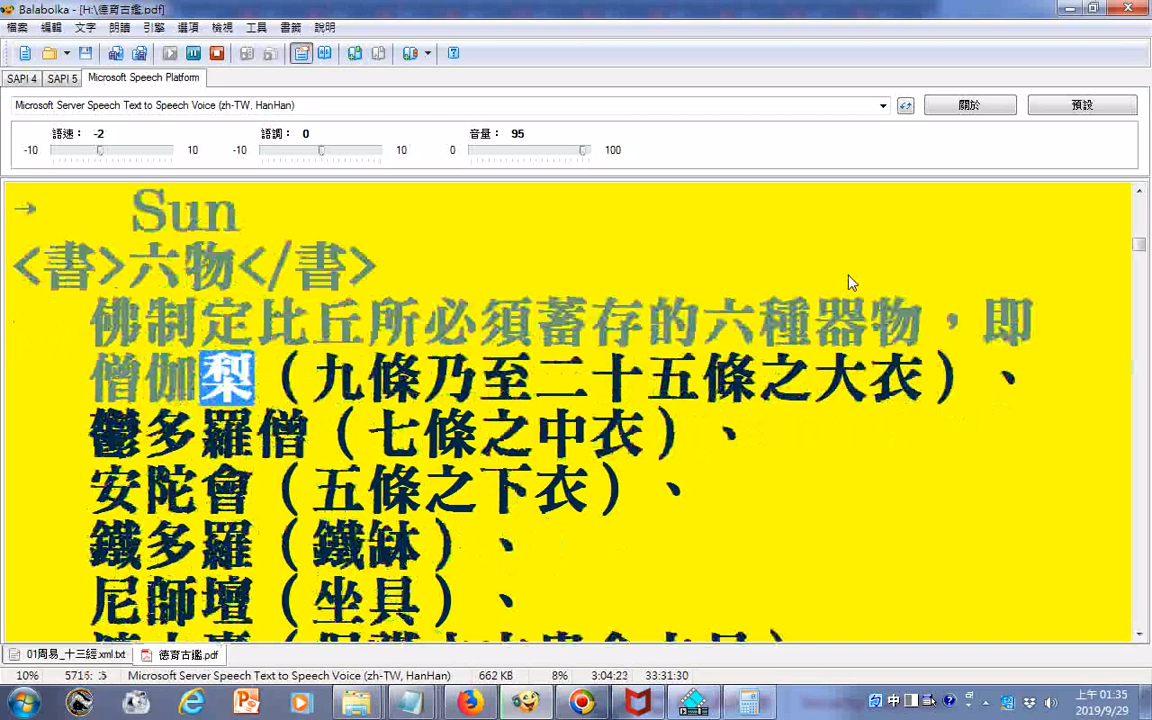 Balabolka - [H:\德育古鑑.pdf]
檔案 編輯 文字 朗讀 引擎 選項 檢視 工具 書籤 說明
SAPI 4 SAPI 5 Microsoft Speech Platform
Microsoft Server Speech Text to Speech Voice (zh-TW, HanHan) 關於 預設
語速： -2 語調： 0 音量： 95
-10 10 -10 10 0 100
→ Sun
<書>六物</書>
佛制定比丘所必須蓄存的六種器物，即
僧伽梨（九條乃至二十五條之大衣）、
鬱多羅僧（七條之中衣）、
安陀會（五條之下衣）、
鐵多羅（鐵缽）、
尼師壇（坐具）、
01周易_十三經.xml.txt 德育古鑑.pdf
10% Microsoft Server Speech Text to Speech Voice (zh-TW, HanHan) 662 KB 8% 3:04:22 33:31:30
中 上午 01:35
2019/9/29